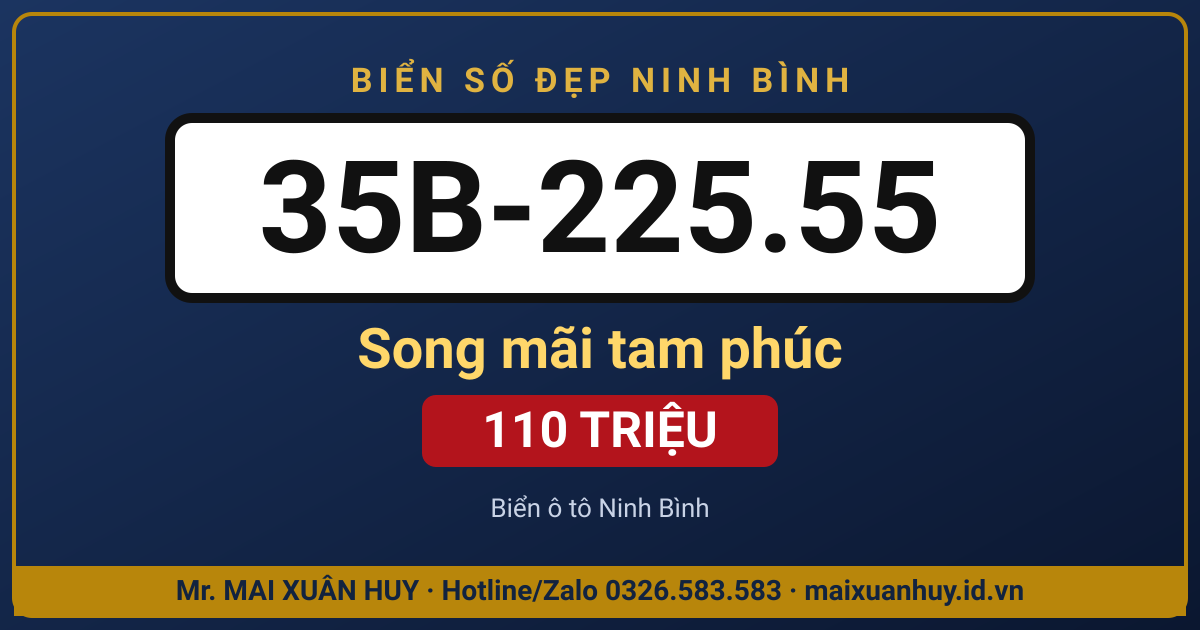 BIỂN SỐ ĐẸP NINH BÌNH
35B-225.55
Song mãi tam phúc
110 TRIỆU
Biển ô tô Ninh Bình
Mr. MAI XUÂN HUY · Hotline/Zalo 0326.583.583 · maixuanhuy.id.vn